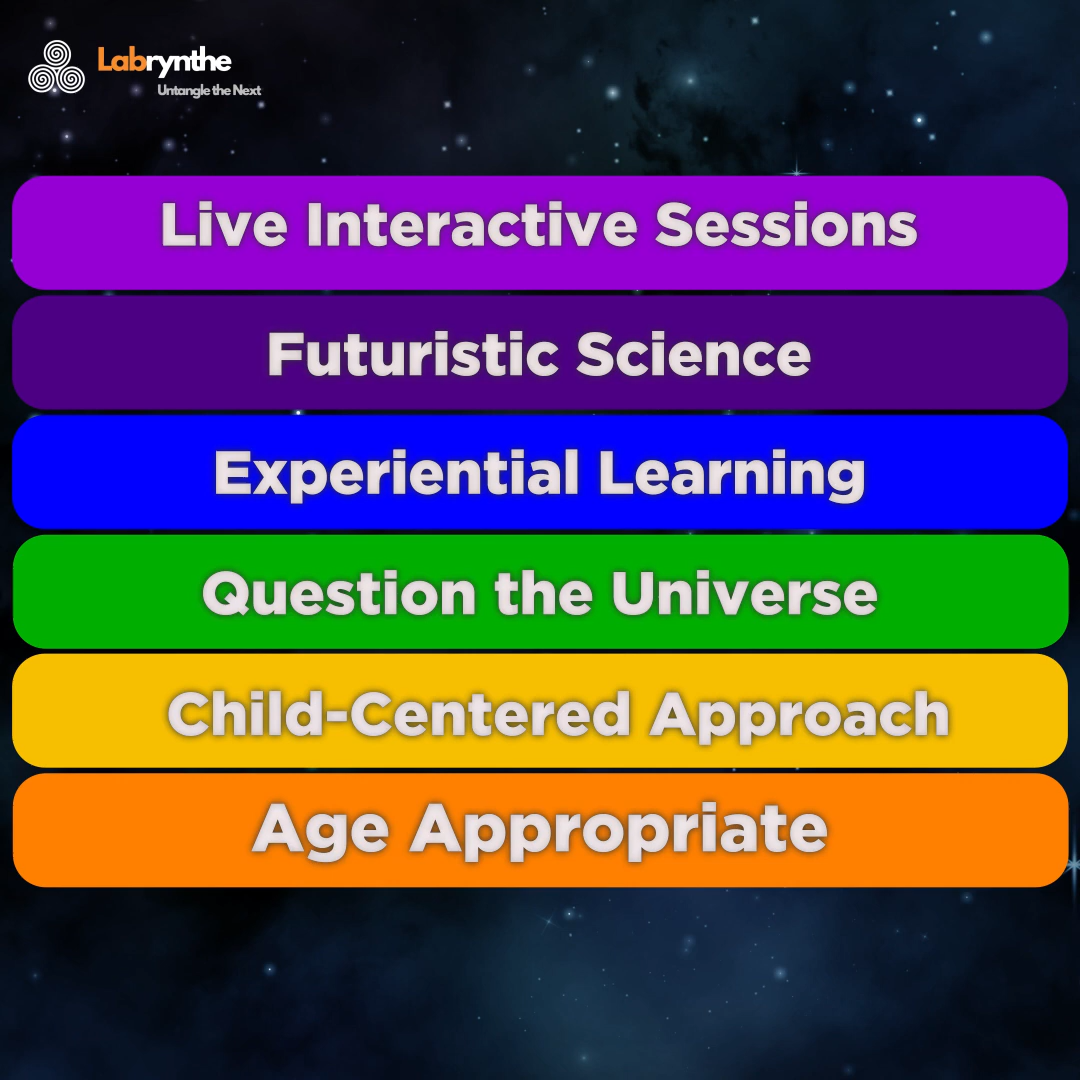 Labrynthe
Untangle the Next
Live Interactive Sessions
Futuristic Science
Experiential Learning
Question the Universe
Child-Centered Approach
Age Appropriate